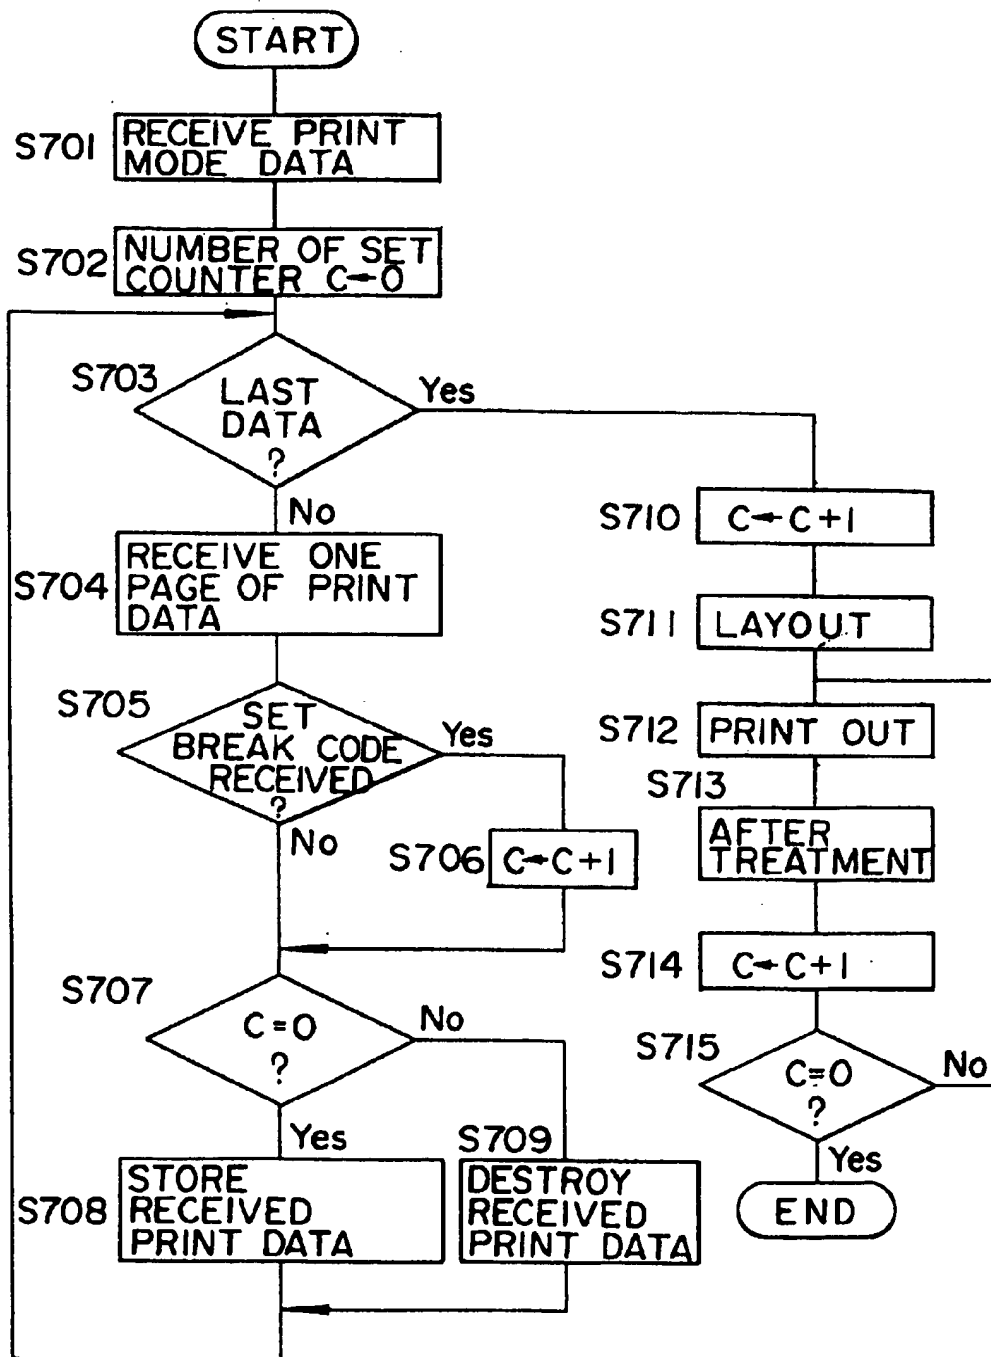 START
S701
RECEIVE PRINT
MODE DATA
S702
NUMBER OF SET
COUNTER C←0
S703
LAST
DATA
?
Yes
No
S704
RECEIVE ONE
PAGE OF PRINT
DATA
S705
SET
BREAK CODE
RECEIVED
?
Yes
No
S706
C←C+1
S707
C=0
?
No
Yes
S708
STORE
RECEIVED
PRINT DATA
S709
DESTROY
RECEIVED
PRINT DATA
S710
C←C+1
S711
LAYOUT
S712
PRINT OUT
S713
AFTER
TREATMENT
S714
C←C+1
S715
C=0
?
No
Yes
END